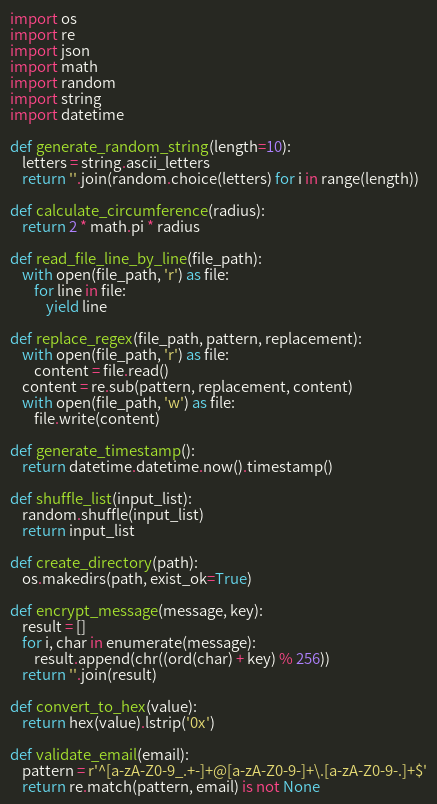 import os
import re
import json
import math
import random
import string
import datetime

def generate_random_string(length=10):
    letters = string.ascii_letters
    return ''.join(random.choice(letters) for i in range(length))

def calculate_circumference(radius):
    return 2 * math.pi * radius

def read_file_line_by_line(file_path):
    with open(file_path, 'r') as file:
        for line in file:
            yield line

def replace_regex(file_path, pattern, replacement):
    with open(file_path, 'r') as file:
        content = file.read()
    content = re.sub(pattern, replacement, content)
    with open(file_path, 'w') as file:
        file.write(content)

def generate_timestamp():
    return datetime.datetime.now().timestamp()

def shuffle_list(input_list):
    random.shuffle(input_list)
    return input_list

def create_directory(path):
    os.makedirs(path, exist_ok=True)

def encrypt_message(message, key):
    result = []
    for i, char in enumerate(message):
        result.append(chr((ord(char) + key) % 256))
    return ''.join(result)

def convert_to_hex(value):
    return hex(value).lstrip('0x')

def validate_email(email):
    pattern = r'^[a-zA-Z0-9_.+-]+@[a-zA-Z0-9-]+\.[a-zA-Z0-9-.]+$'
    return re.match(pattern, email) is not None